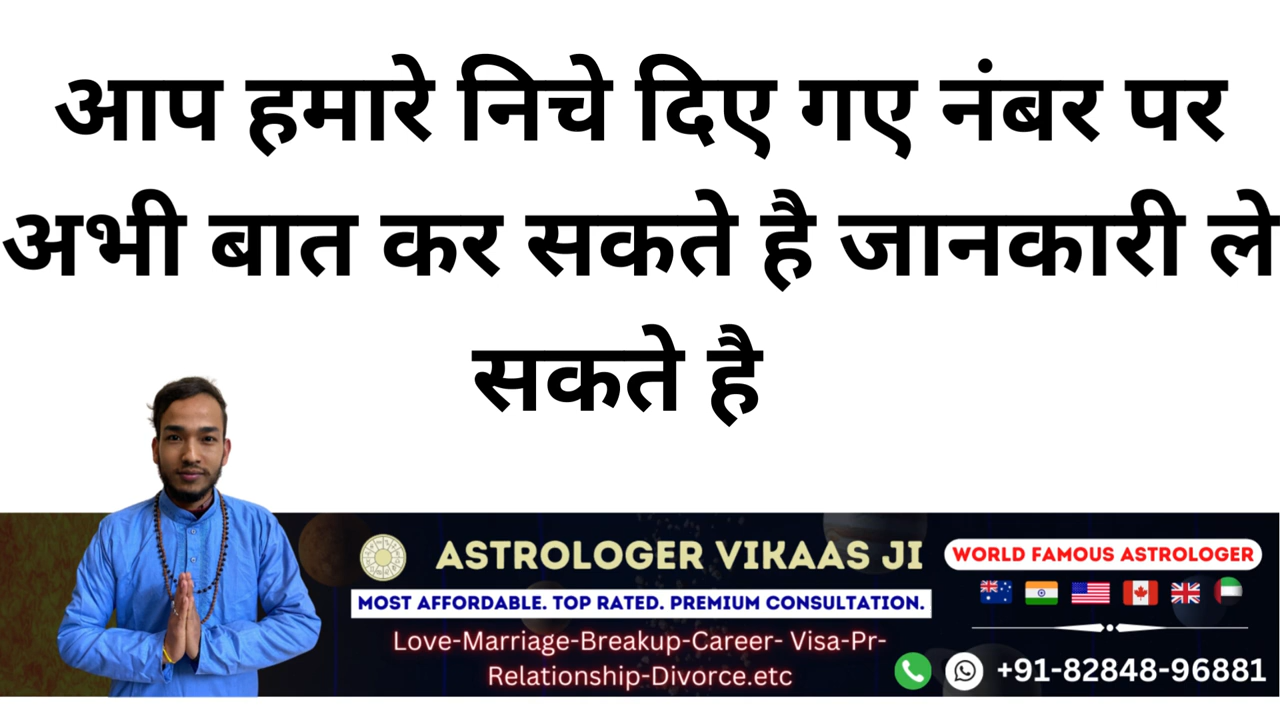 आप हमारे निचे दिए गए नंबर पर
अभी बात कर सकते है जानकारी ले
सकते है
ASTROLOGER VIKAAS JI
WORLD FAMOUS ASTROLOGER
MOST AFFORDABLE. TOP RATED. PREMIUM CONSULTATION.
Love-Marriage-Breakup-Career- Visa-Pr-
Relationship-Divorce.etc
+91-82848-96881